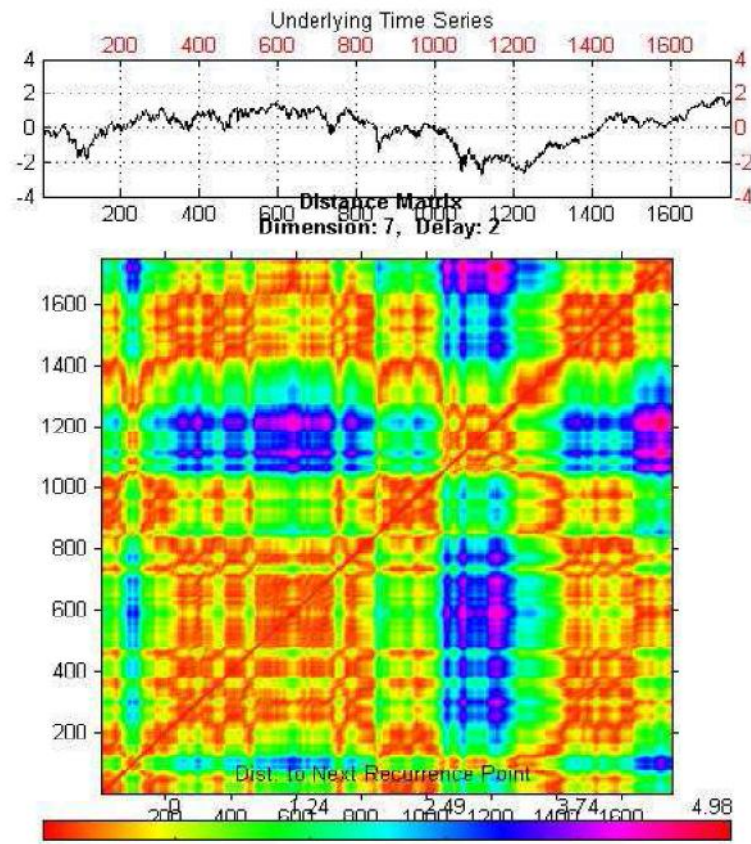 Underlying Time Series
200 400 600 800 1000 1200 1400 1600
4 4
2 2
0 0
-2 -2
-4 -4
200 400 600 800 1000 1200 1400 1600
Distance Matrix
Dimension: 7, Delay: 2
1600
1400
1200
1000
800
600
400
200
Dist. to Next Recurrence Point
200 400 600 800 1000 1200 1400 1600
0 1.24 2.49 3.74 4.98